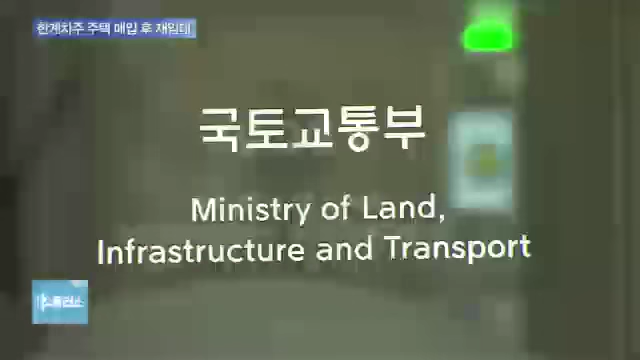 한계차주 주택 매입 후 재임대
국토교통부
Ministry of Land,
Infrastructure and Transport